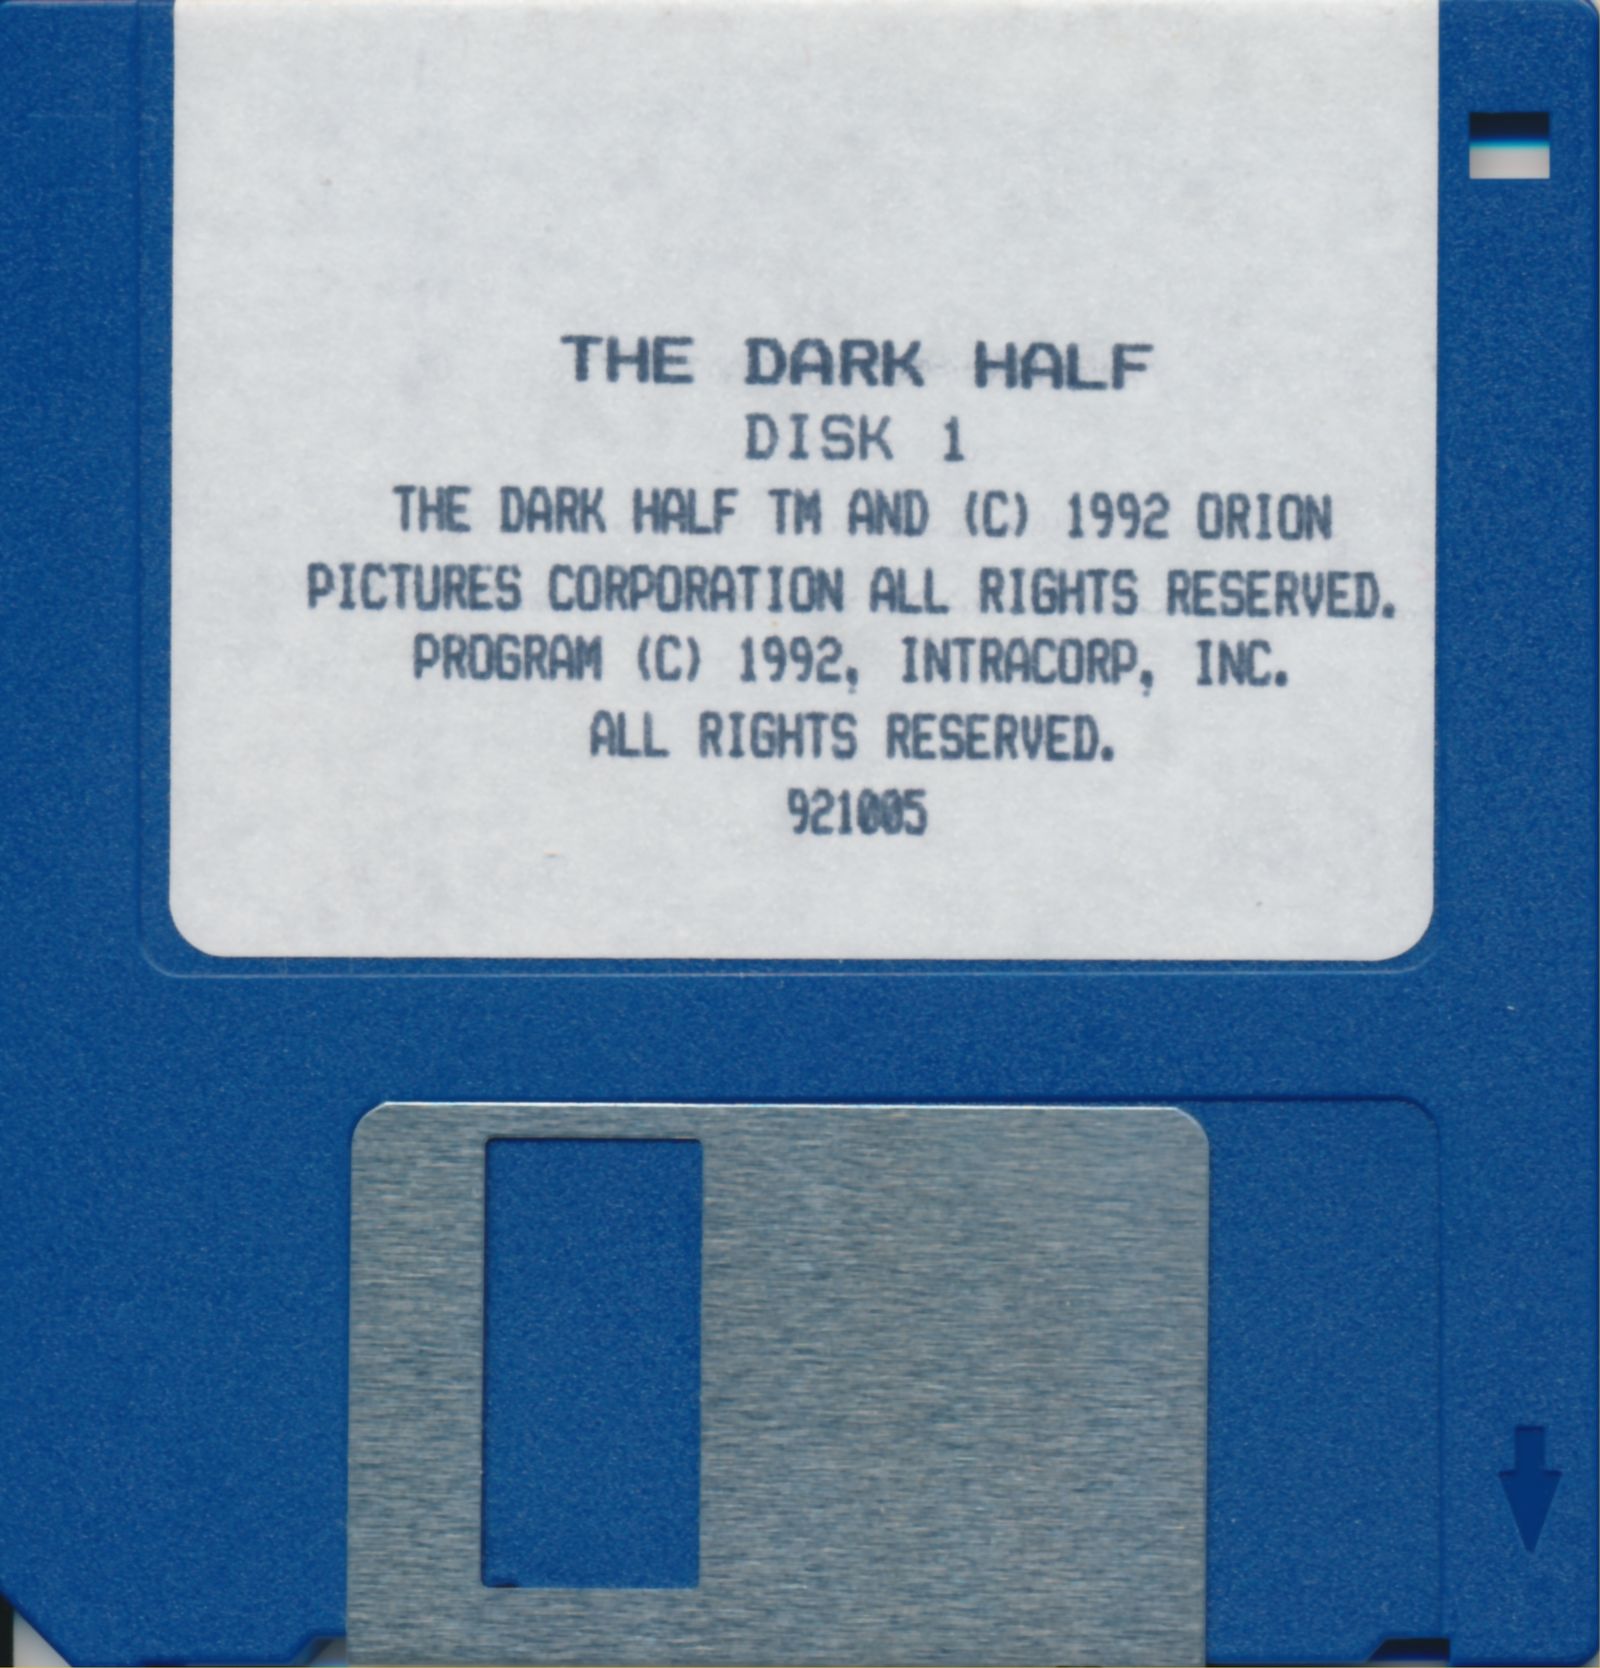 THE DARK HALF
DISK 1
THE DARK HALF TM AND (C) 1992 ORION
PICTURES CORPORATION ALL RIGHTS RESERVED.
PROGRAM (C) 1992, INTRACORP, INC.
ALL RIGHTS RESERVED.
921005